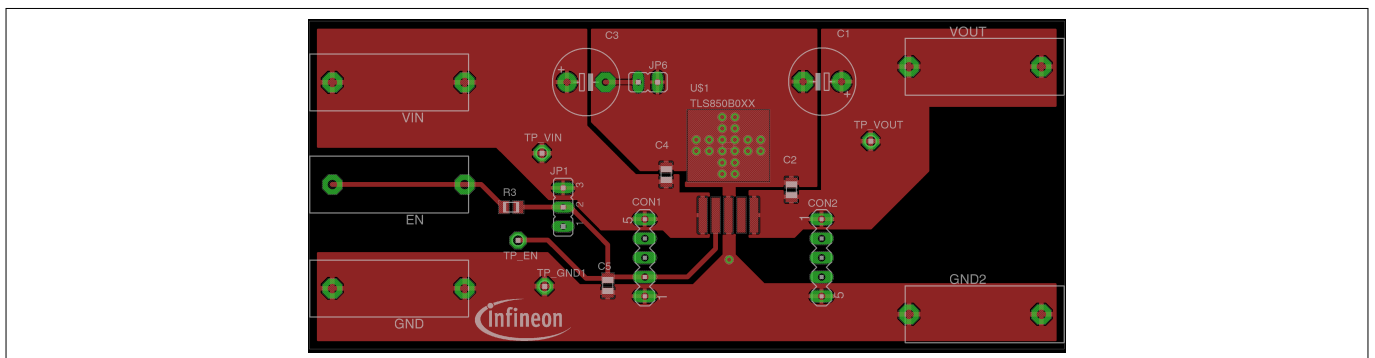 C3
C1
VOUT
+
JP6
U$1
TLS850B0XX
+
VIN
TP_VIN
TP_VOUT
C4
C2
JP1
3
R3
2
CON1
CON2
EN
5
1
1
TP_EN
TP_GND1
C5
GND2
1
5
GND
infineon